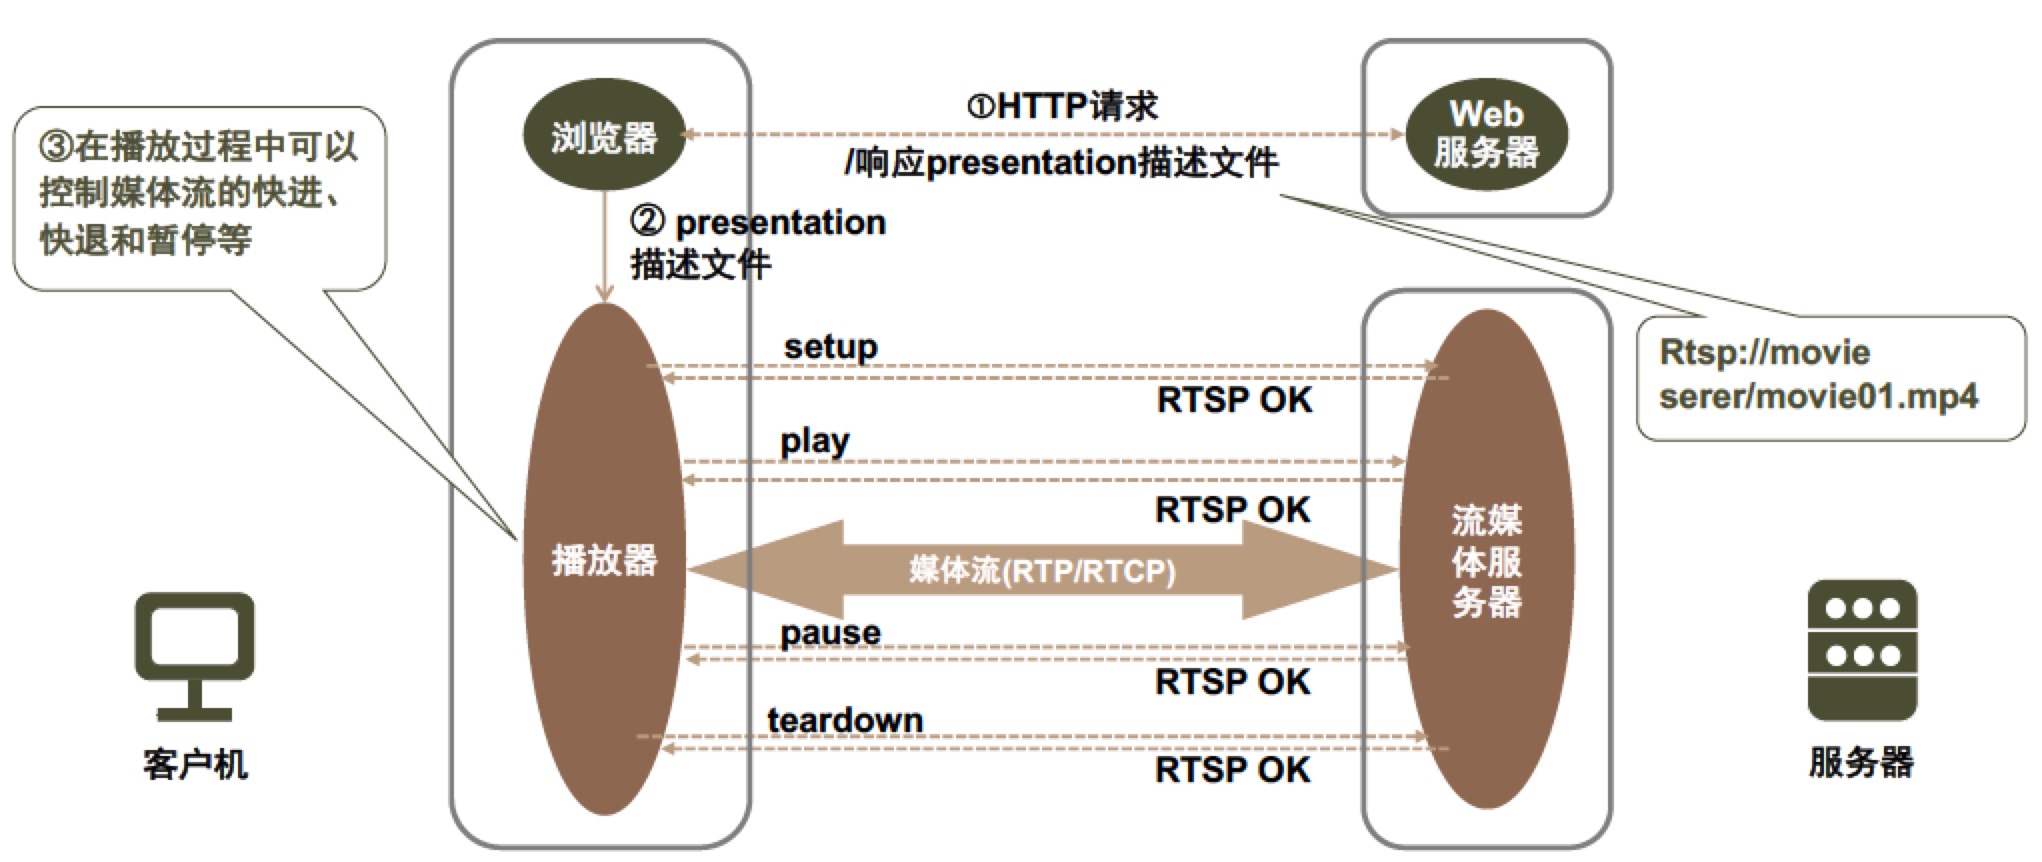 ①HTTP请求
/响应presentation描述文件
浏览器
Web
服务器
③在播放过程中可以
控制媒体流的快进、
快退和暂停等
② presentation
描述文件
Rtsp://movie
serer/movie01.mp4
setup
RTSP OK
play
RTSP OK
播放器
媒体流(RTP/RTCP)
流媒
体服
务器
pause
RTSP OK
teardown
RTSP OK
客户机
服务器